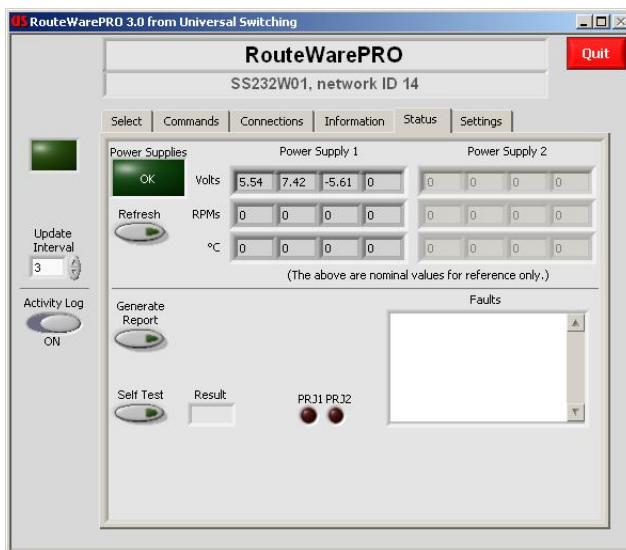 US RouteWarePRO 3.0 from Universal Switching
RouteWarePRO
Quit
SS232W01, network ID 14
Select Commands Connections Information Status Settings
Power Supplies Power Supply 1 Power Supply 2
OK Volts 5.54 7.42 -5.61 0 0 0 0 0
Refresh RPMs 0 0 0 0 0 0 0 0
Update
Interval
3
°C 0 0 0 0 0 0 0 0
(The above are nominal values for reference only.)
Activity Log
ON
Generate
Report
Faults
Self Test Result PRJ1 PRJ2